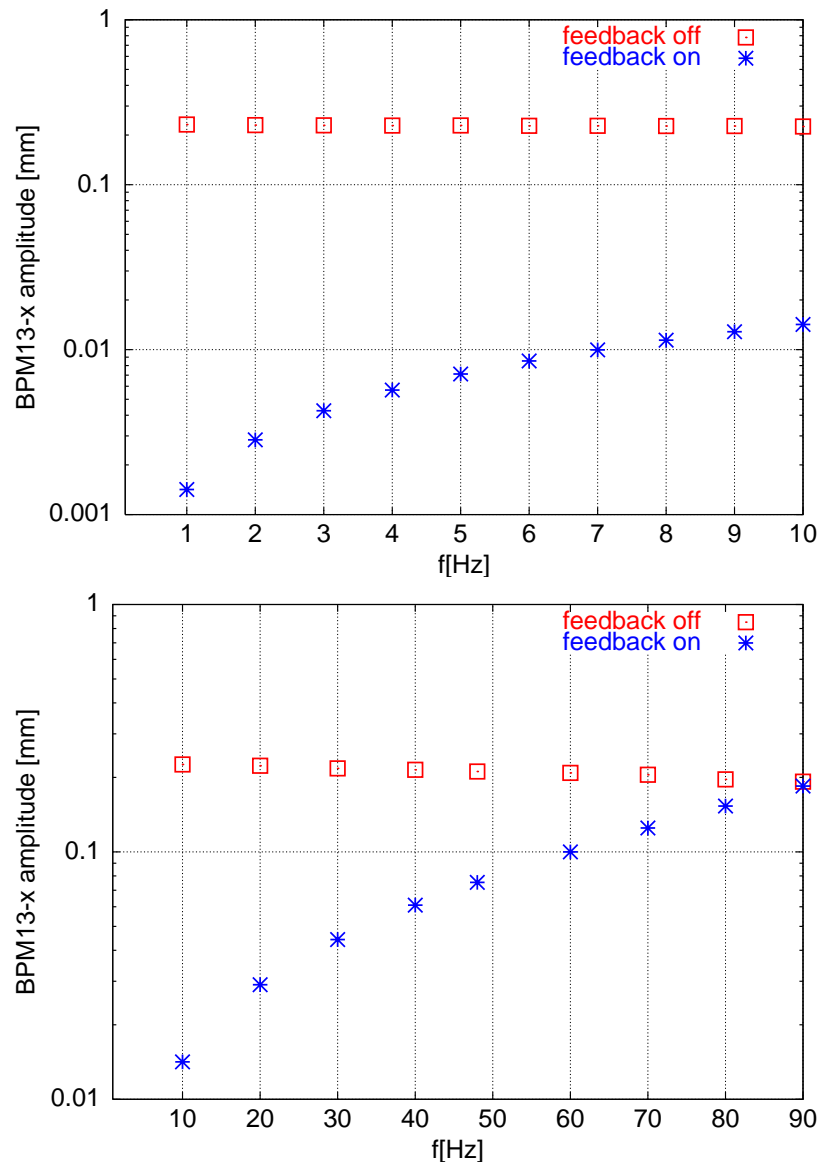 1
feedback off
feedback on
0.1
BPM13-x amplitude [mm]
0.01
0.001
1 2 3 4 5 6 7 8 9 10
f[Hz]
1
feedback off
feedback on
BPM13-x amplitude [mm]
0.1
0.01
10 20 30 40 50 60 70 80 90
f[Hz]